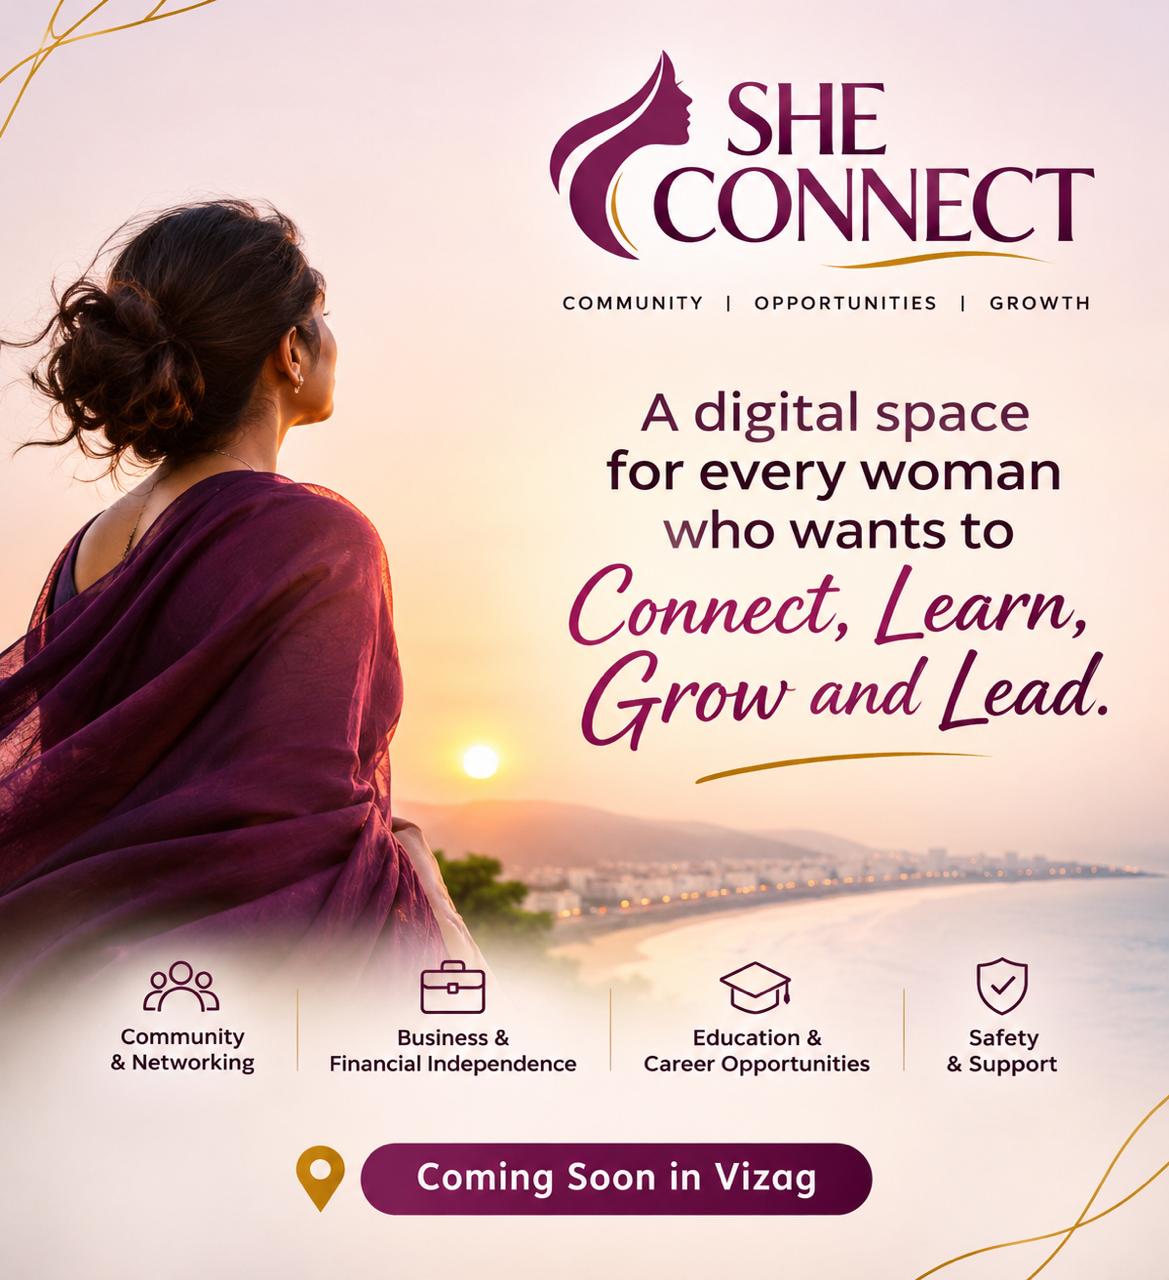 SHE
CONNECT
COMMUNITY | OPPORTUNITIES | GROWTH
A digital space
for every woman
who wants to
Connect, Learn,
Grow and Lead.
Community
& Networking
Business &
Financial Independence
Education &
Career Opportunities
Safety
& Support
Coming Soon in Vizag